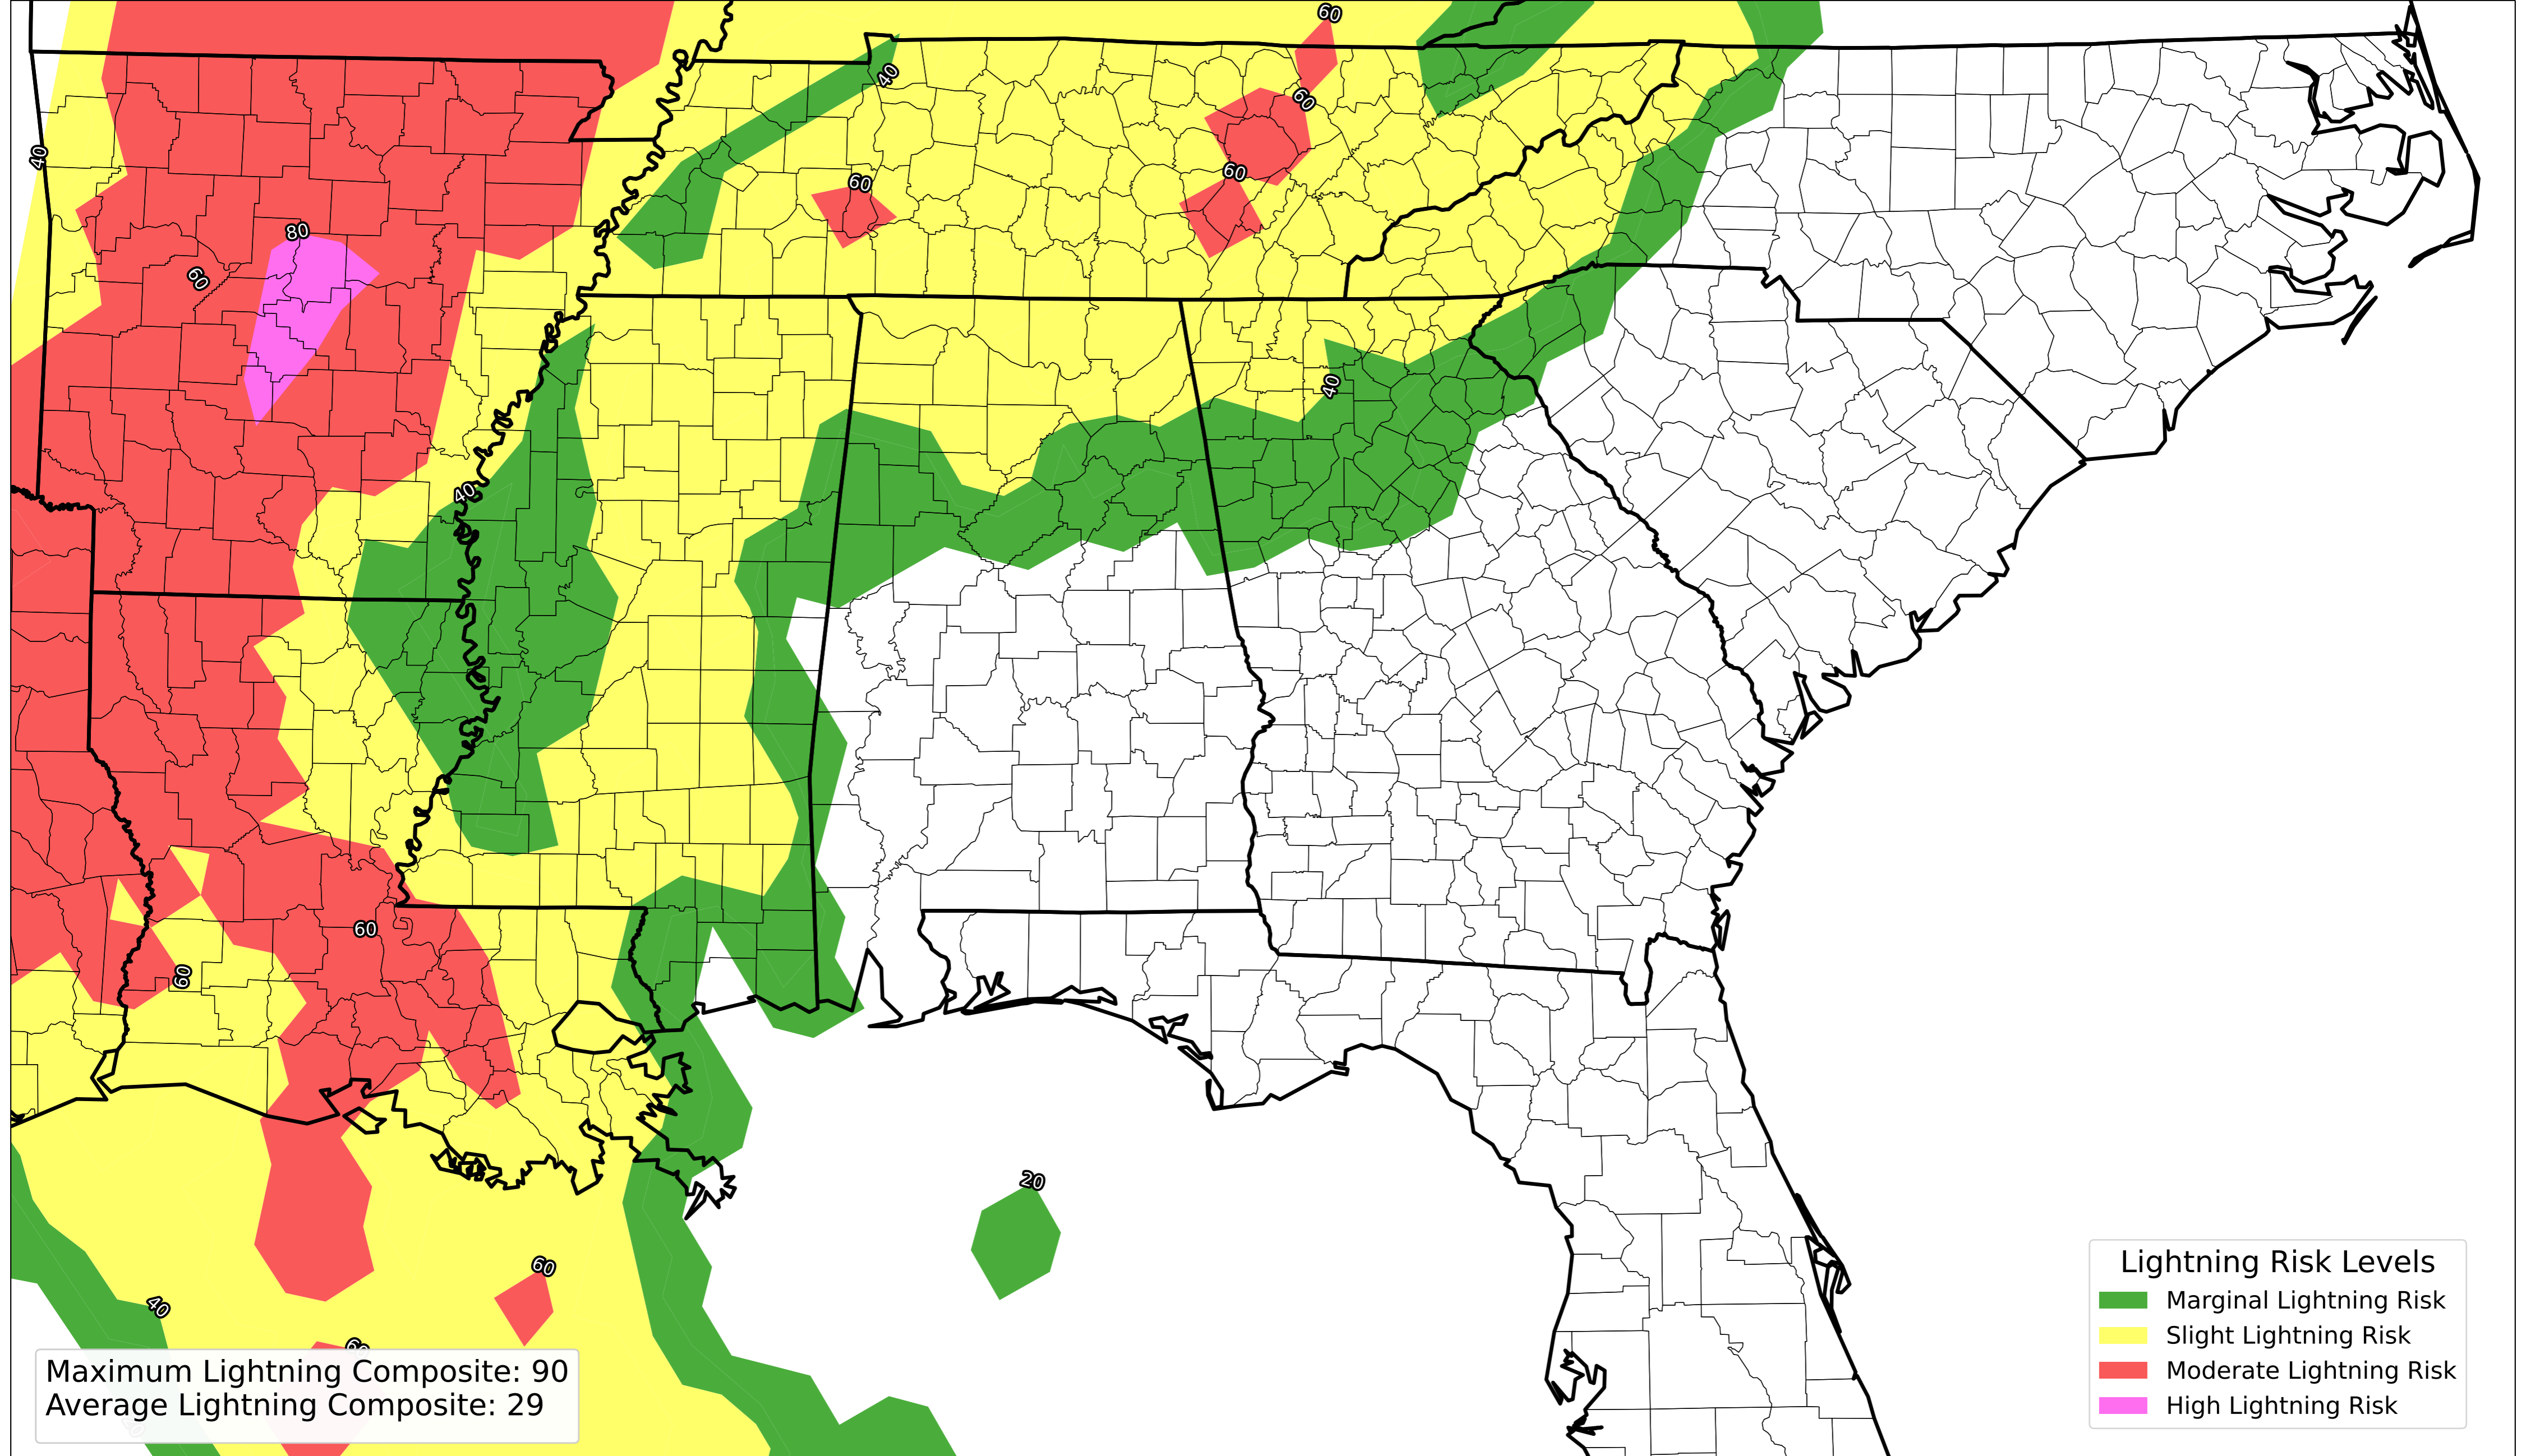 60
40
60
40
60
60
80
60
40
40
60
60
20
60
40
60
Maximum Lightning Composite: 90
Average Lightning Composite: 29
Lightning Risk Levels
Marginal Lightning Risk
Slight Lightning Risk
Moderate Lightning Risk
High Lightning Risk